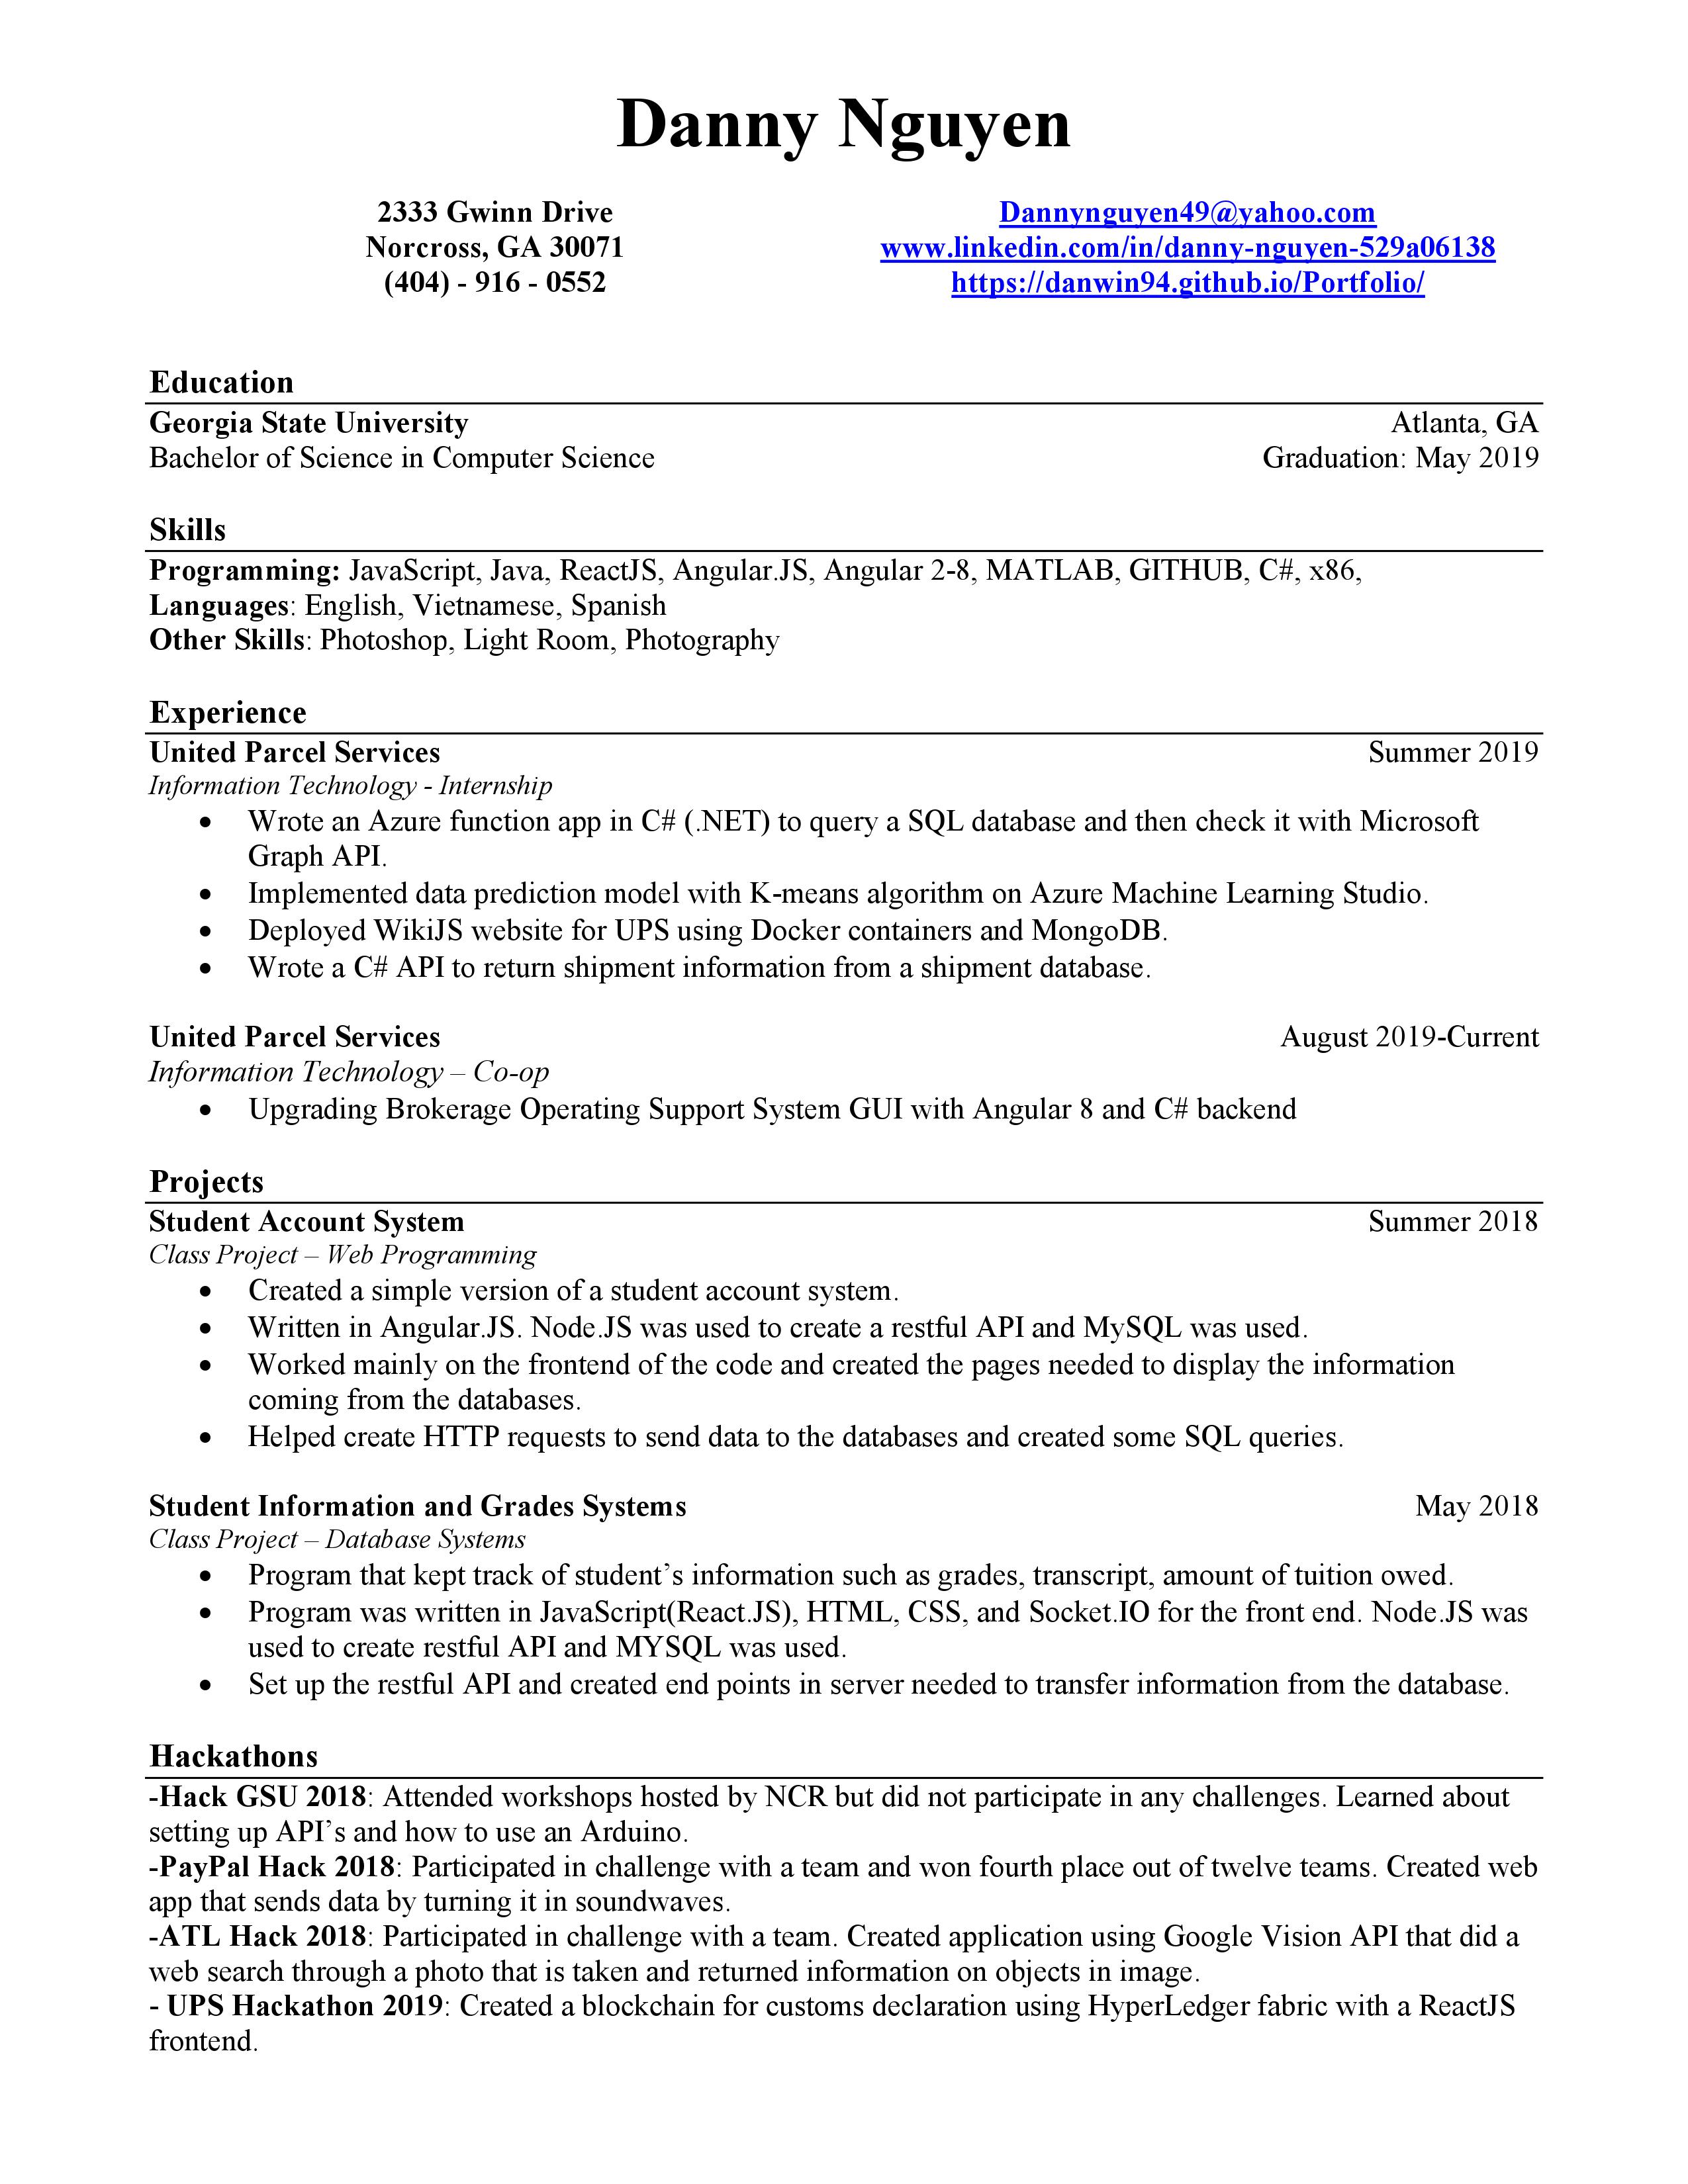 Danny Nguyen
2333 Gwinn Drive
Norcross, GA 30071
(404) - 916 - 0552
Dannynguyen49@yahoo.com
www.linkedin.com/in/danny-nguyen-529a06138
https://danwin94.github.io/Portfolio/
Education
Georgia State University Atlanta, GA
Bachelor of Science in Computer Science Graduation: May 2019
Skills
Programming: JavaScript, Java, ReactJS, Angular.JS, Angular 2-8, MATLAB, GITHUB, C#, x86,
Languages: English, Vietnamese, Spanish
Other Skills: Photoshop, Light Room, Photography
Experience
United Parcel Services Summer 2019
Information Technology - Internship
• Wrote an Azure function app in C# (.NET) to query a SQL database and then check it with Microsoft
Graph API.
• Implemented data prediction model with K-means algorithm on Azure Machine Learning Studio.
• Deployed WikiJS website for UPS using Docker containers and MongoDB.
• Wrote a C# API to return shipment information from a shipment database.
United Parcel Services August 2019-Current
Information Technology – Co-op
• Upgrading Brokerage Operating Support System GUI with Angular 8 and C# backend
Projects
Student Account System Summer 2018
Class Project – Web Programming
• Created a simple version of a student account system.
• Written in Angular.JS. Node.JS was used to create a restful API and MySQL was used.
• Worked mainly on the frontend of the code and created the pages needed to display the information
coming from the databases.
• Helped create HTTP requests to send data to the databases and created some SQL queries.
Student Information and Grades Systems May 2018
Class Project – Database Systems
• Program that kept track of student’s information such as grades, transcript, amount of tuition owed.
• Program was written in JavaScript(React.JS), HTML, CSS, and Socket.IO for the front end. Node.JS was
used to create restful API and MYSQL was used.
• Set up the restful API and created end points in server needed to transfer information from the database.
Hackathons
-Hack GSU 2018: Attended workshops hosted by NCR but did not participate in any challenges. Learned about
setting up API’s and how to use an Arduino.
-PayPal Hack 2018: Participated in challenge with a team and won fourth place out of twelve teams. Created web
app that sends data by turning it in soundwaves.
-ATL Hack 2018: Participated in challenge with a team. Created application using Google Vision API that did a
web search through a photo that is taken and returned information on objects in image.
- UPS Hackathon 2019: Created a blockchain for customs declaration using HyperLedger fabric with a ReactJS
frontend.